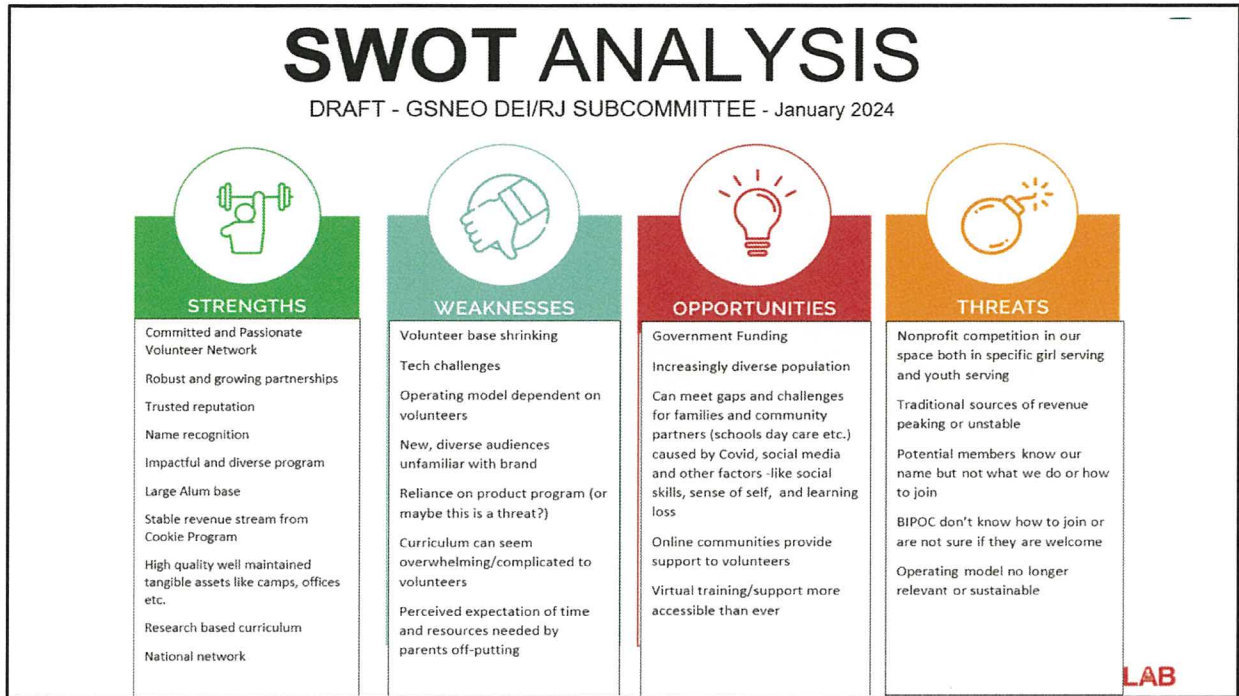 SWOT ANALYSIS
DRAFT - GSNEO DEI/RJ SUBCOMMITTEE - January 2024
STRENGTHS
Committed and Passionate
Volunteer Network
Robust and growing partnerships
Trusted reputation
Name recognition
Impactful and diverse program
Large Alum base
Stable revenue stream from
Cookie Program
High quality well maintained
tangible assets like camps, offices
etc.
Research based curriculum
National network
WEAKNESSES
Volunteer base shrinking
Tech challenges
Operating model dependent on
volunteers
New, diverse audiences
unfamiliar with brand
Reliance on product program (or
maybe this is a threat?)
Curriculum can seem
overwhelming/complicated to
volunteers
Perceived expectation of time
and resources needed by
parents off-putting
OPPORTUNITIES
Government Funding
Increasingly diverse population
Can meet gaps and challenges
for families and community
partners (schools day care etc.)
caused by Covid, social media
and other factors -like social
skills, sense of self, and learning
loss
Online communities provide
support to volunteers
Virtual training/support more
accessible than ever
THREATS
Nonprofit competition in our
space both in specific girl serving
and youth serving
Traditional sources of revenue
peaking or unstable
Potential members know our
name but not what we do or how
to join
BIPOC don't know how to join or
are not sure if they are welcome
Operating model no longer
relevant or sustainable
LAB